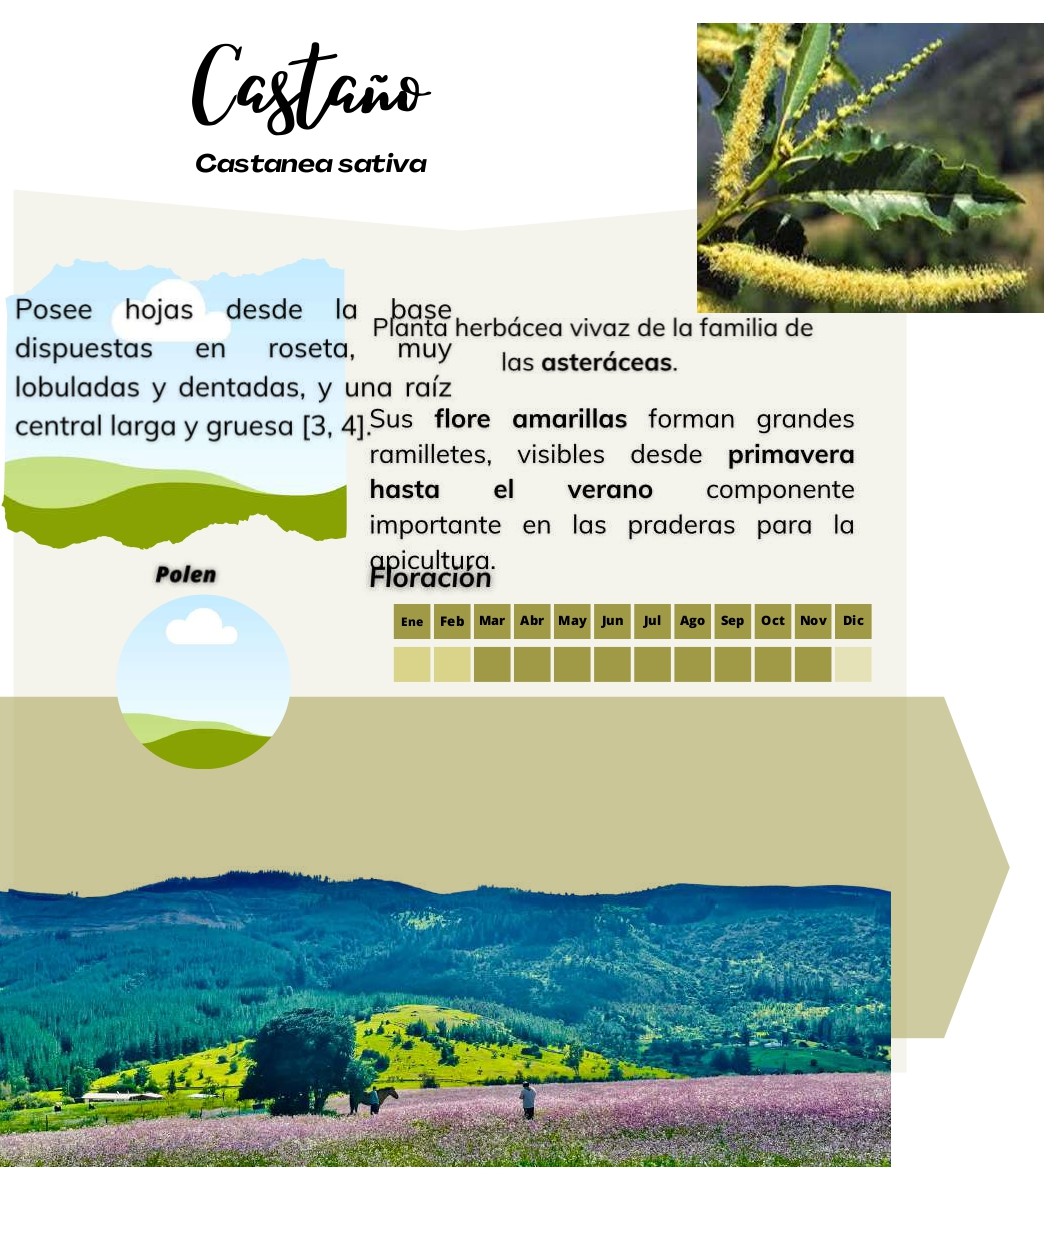 Castaño
Castanea sativa
Posee hojas desde la base
dispuestas en roseta, muy
lobuladas y dentadas, y una raíz
central larga y gruesa [3, 4].
Planta herbácea vivaz de la familia de
las asteráceas.
Sus flore amarillas forman grandes
ramilletes, visibles desde primavera
hasta el verano componente
importante en las praderas para la
apicultura.
Polen
Floración
Ene Feb Mar Abr May Jun Jul Ago Sep Oct Nov Dic